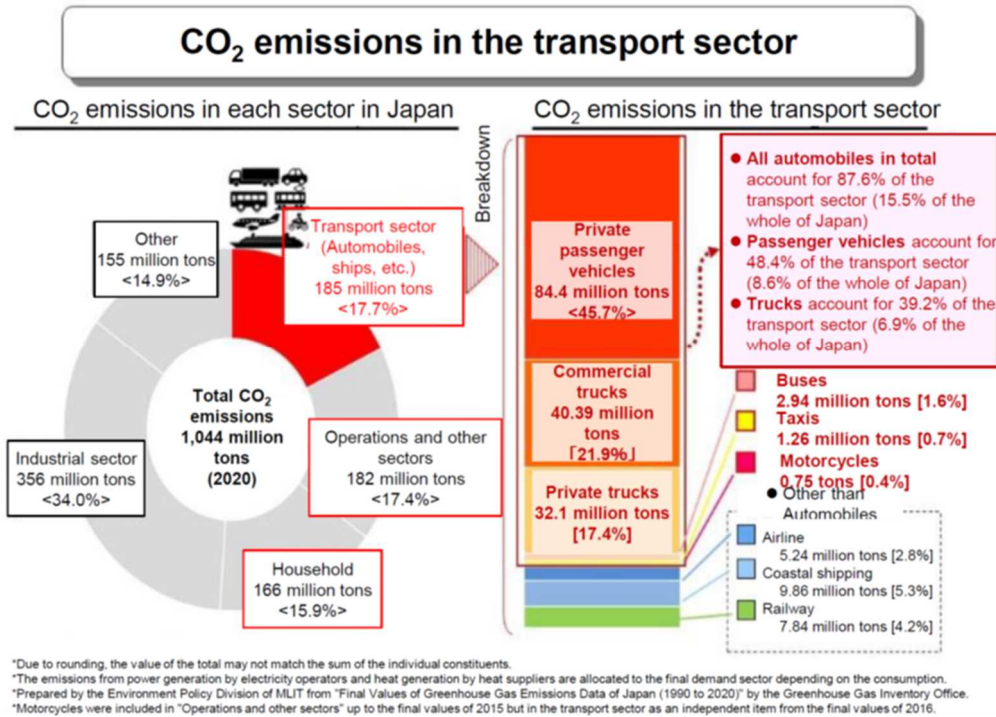 CO2 emissions in the transport sector
CO2 emissions in each sector in Japan
Other
155 million tons
<14.9%>
Transport sector
(Automobiles,
ships, etc.)
185 million tons
<17.7%>
Total CO2
emissions
1,044 million
tons
(2020)
Industrial sector
356 million tons
<34.0%>
Operations and other
sectors
182 million tons
<17.4%>
Household
166 million tons
<15.9%>
CO2 emissions in the transport sector
Breakdown
Private
passenger
vehicles
84.4 million tons
<45.7%>
Commercial
trucks
40.39 million
tons
「21.9%」
Private trucks
32.1 million tons
[17.4%]
● All automobiles in total
account for 87.6% of the
transport sector (15.5% of the
whole of Japan)
● Passenger vehicles account for
48.4% of the transport sector
(8.6% of the whole of Japan)
● Trucks account for 39.2% of the
transport sector (6.9% of the
whole of Japan)
Buses
2.94 million tons [1.6%]
Taxis
1.26 million tons [0.7%]
Motorcycles
0.75 tons [0.4%]
● Other than
Automobiles
Airline
5.24 million tons [2.8%]
Coastal shipping
9.86 million tons [5.3%]
Railway
7.84 million tons [4.2%]
*Due to rounding, the value of the total may not match the sum of the individual constituents.
*The emissions from power generation by electricity operators and heat generation by heat suppliers are allocated to the final demand sector depending on the consumption.
*Prepared by the Environment Policy Division of MLIT from "Final Values of Greenhouse Gas Emissions Data of Japan (1990 to 2020)" by the Greenhouse Gas Inventory Office.
*Motorcycles were included in "Operations and other sectors" up to the final values of 2015 but in the transport sector as an independent item from the final values of 2016.